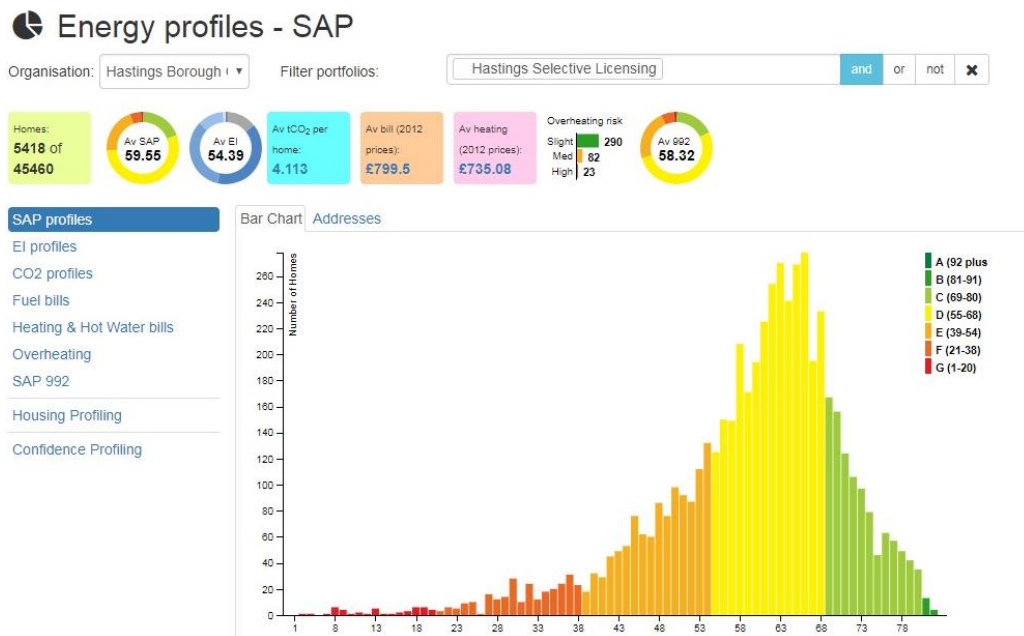 Energy profiles - SAP
Organisation: Hastings Borough ( ▾ Filter portfolios: Hastings Selective Licensing and or not ✖
Homes:
5418 of
45460
Av SAP
59.55
Av EI
54.39
Av tCO₂ per
home:
4.113
Av bill (2012
prices):
£799.5
Av heating
(2012 prices):
£735.08
Overheating risk
Slight 290
Med 82
High 23
Av 992
58.32
SAP profiles
EI profiles
CO2 profiles
Fuel bills
Heating & Hot Water bills
Overheating
SAP 992
Housing Profiling
Confidence Profiling
Bar Chart Addresses
Number of Homes
260
240
220
200
180
160
140
120
100
80
60
40
20
0
1 8 13 18 23 28 33 38 43 48 53 58 63 68 73 78
A (92 plus
B (81-91)
C (69-80)
D (55-68)
E (39-54)
F (21-38)
G (1-20)